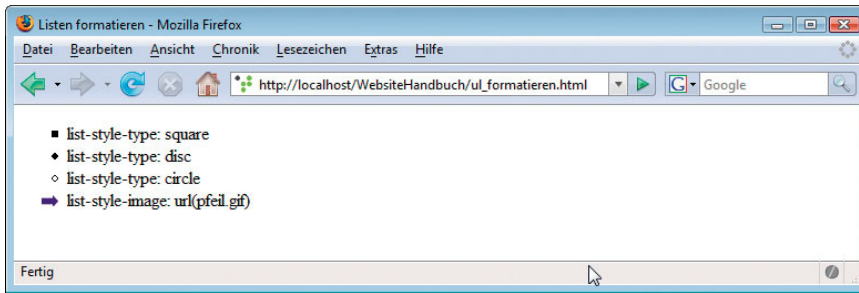 Listen formatieren - Mozilla Firefox
Datei Bearbeiten Ansicht Chronik Lesezeichen Extras Hilfe
http://localhost/WebsiteHandbuch/ul_formatieren.html G Google
list-style-type: square
list-style-type: disc
list-style-type: circle
list-style-image: url(pfeil.gif)
Fertig